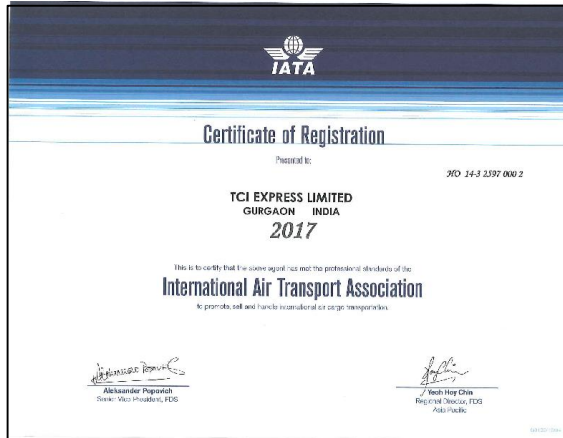 IATA
Certificate of Registration
Presented to:
HO 14-3 2597 000 2
TCI EXPRESS LIMITED
GURGAON INDIA
2017
This is to certify that the above agent has met the professional standards of the
International Air Transport Association
to promote, sell and handle international air cargo transportation.
Aleksander Popovich
Senior Vice President, FDS
Yeoh Hoy Chin
Regional Director, FDS
Asia Pacific